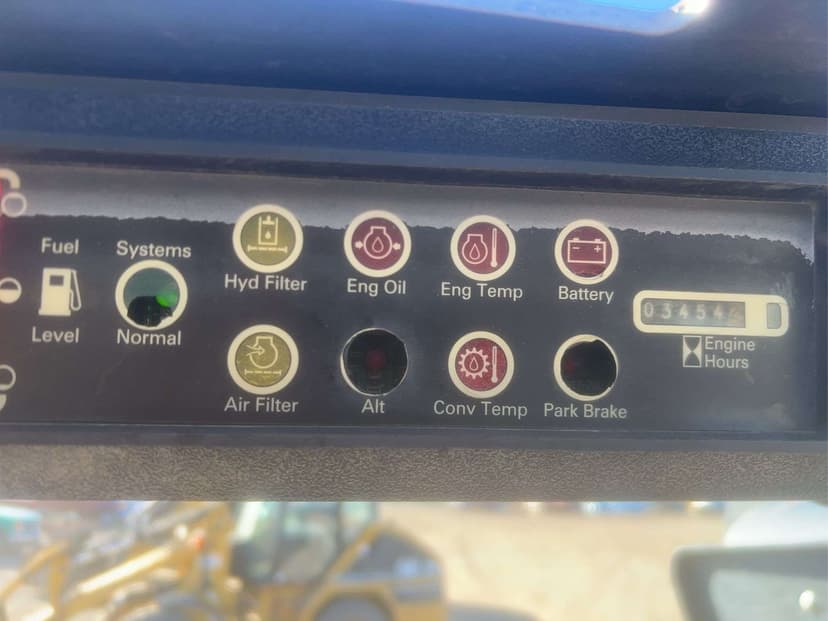 Fuel
Level
Systems
Normal
Hyd Filter
Eng Oil
Eng Temp
Battery
Air Filter
Alt
Conv Temp
Park Brake
03454
Engine
Hours